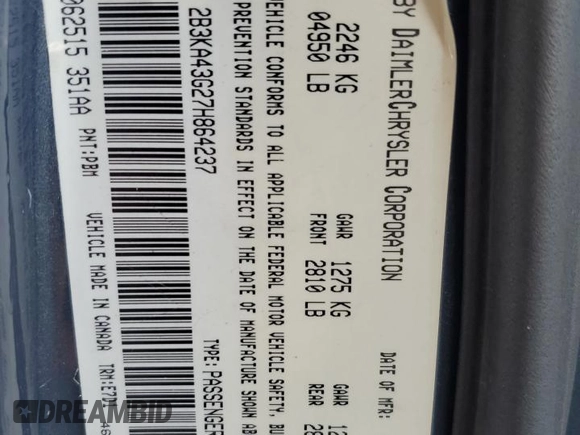 BY DAIMLERCHRYSLER CORPORATION
DATE OF MFR:
2246 KG
04950 LB
GAWR 1275 KG
FRONT 2810 LB
GAWR
REAR
VEHICLE CONFORMS TO ALL APPLICABLE FEDERAL MOTOR VEHICLE SAFETY,
PREVENTION STANDARDS IN EFFECT ON THE DATE OF MANUFACTURE SHOWN
2B3KA43G27H864237
TYPE: PASSENGER
062515 351AA
PNT:PBM
VEHICLE MADE IN CANADA
DREAMBID